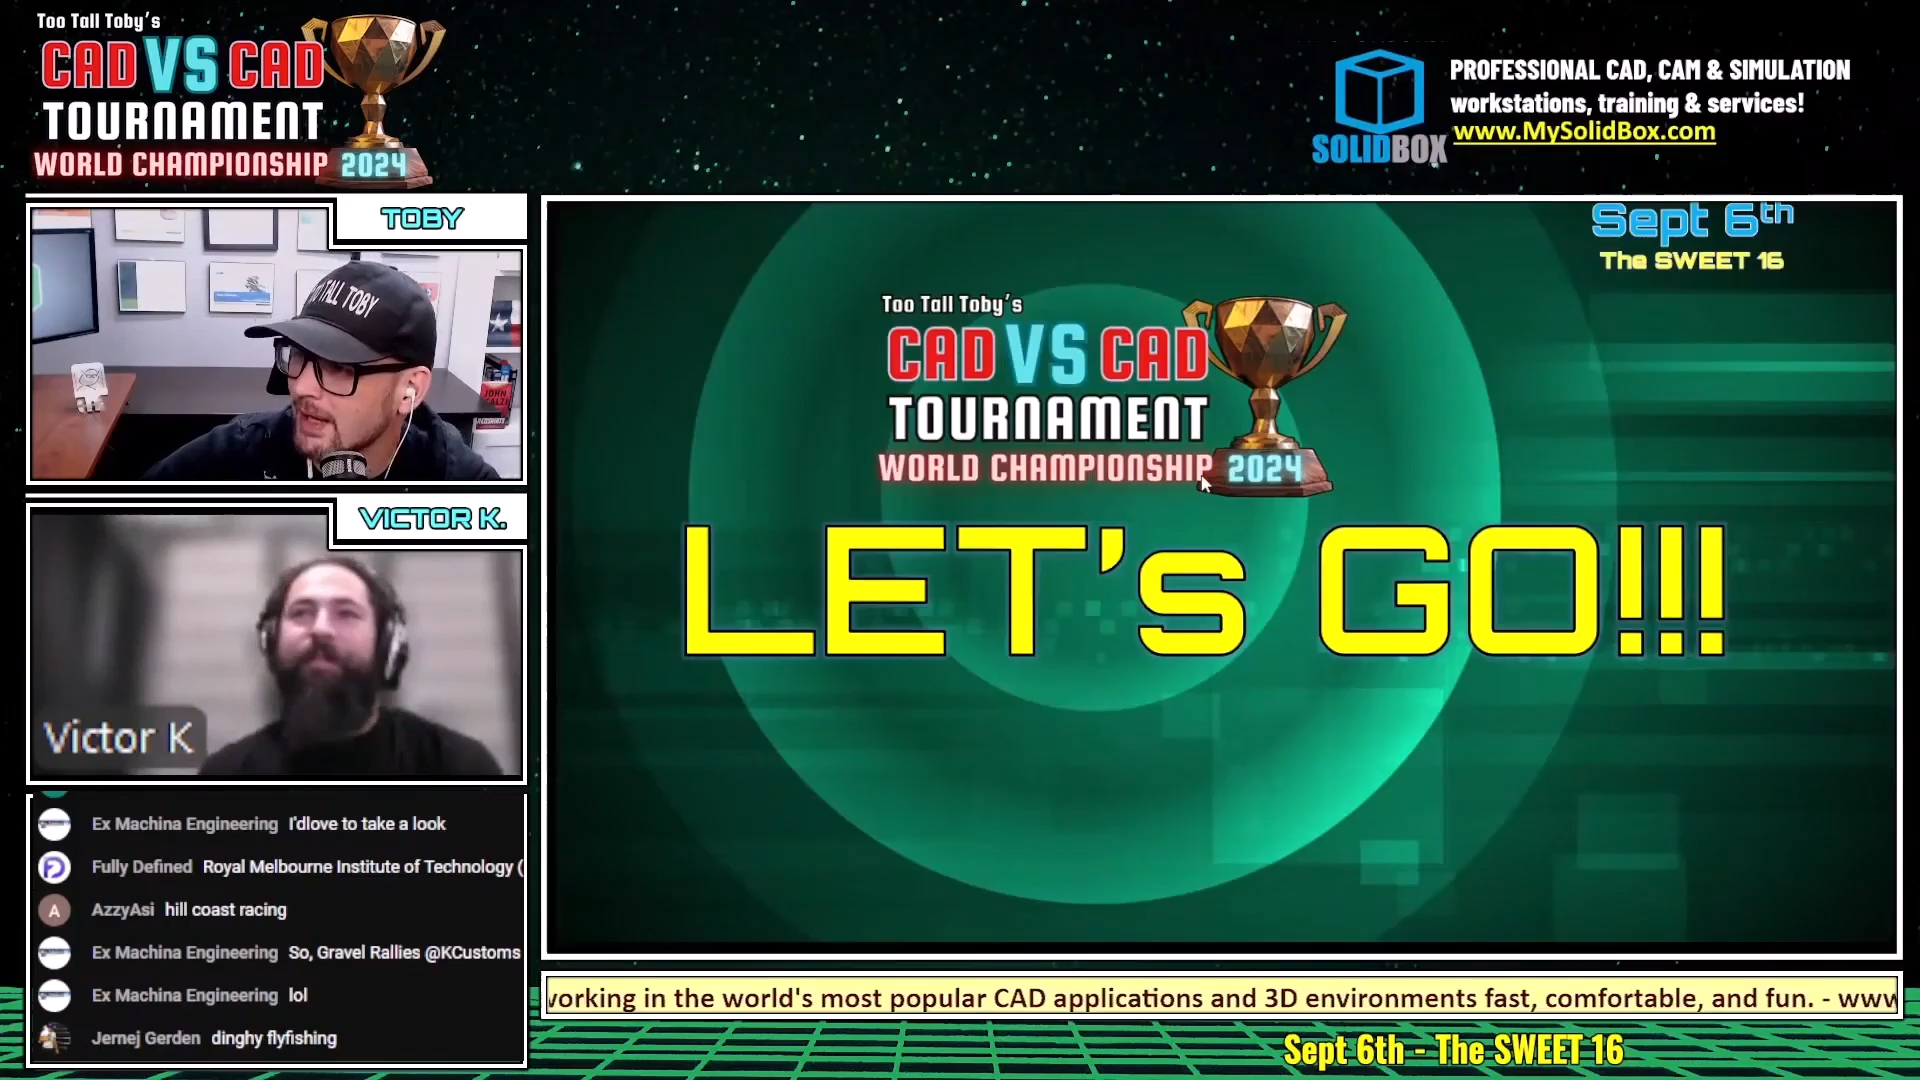 Too Tall Toby's
CAD VS CAD
TOURNAMENT
WORLD CHAMPIONSHIP 2024
SOLIDBOX
PROFESSIONAL CAD, CAM & SIMULATION
workstations, training & services!
www.MySolidBox.com
TOBY
TALL TOBY
JOHN
REDSHIRTS
VICTOR K.
Victor K
Ex Machina Engineering I'dlove to take a look
Fully Defined Royal Melbourne Institute of Technology (
AzzyAsi hill coast racing
Ex Machina Engineering So, Gravel Rallies @KCustoms
Ex Machina Engineering lol
Jernej Gerden dinghy flyfishing
Sept 6th
The SWEET 16
Too Tall Toby's
CAD VS CAD
TOURNAMENT
WORLD CHAMPIONSHIP 2024
LET's GO!!!
orking in the world's most popular CAD applications and 3D environments fast, comfortable, and fun. - www
Sept 6th - The SWEET 16